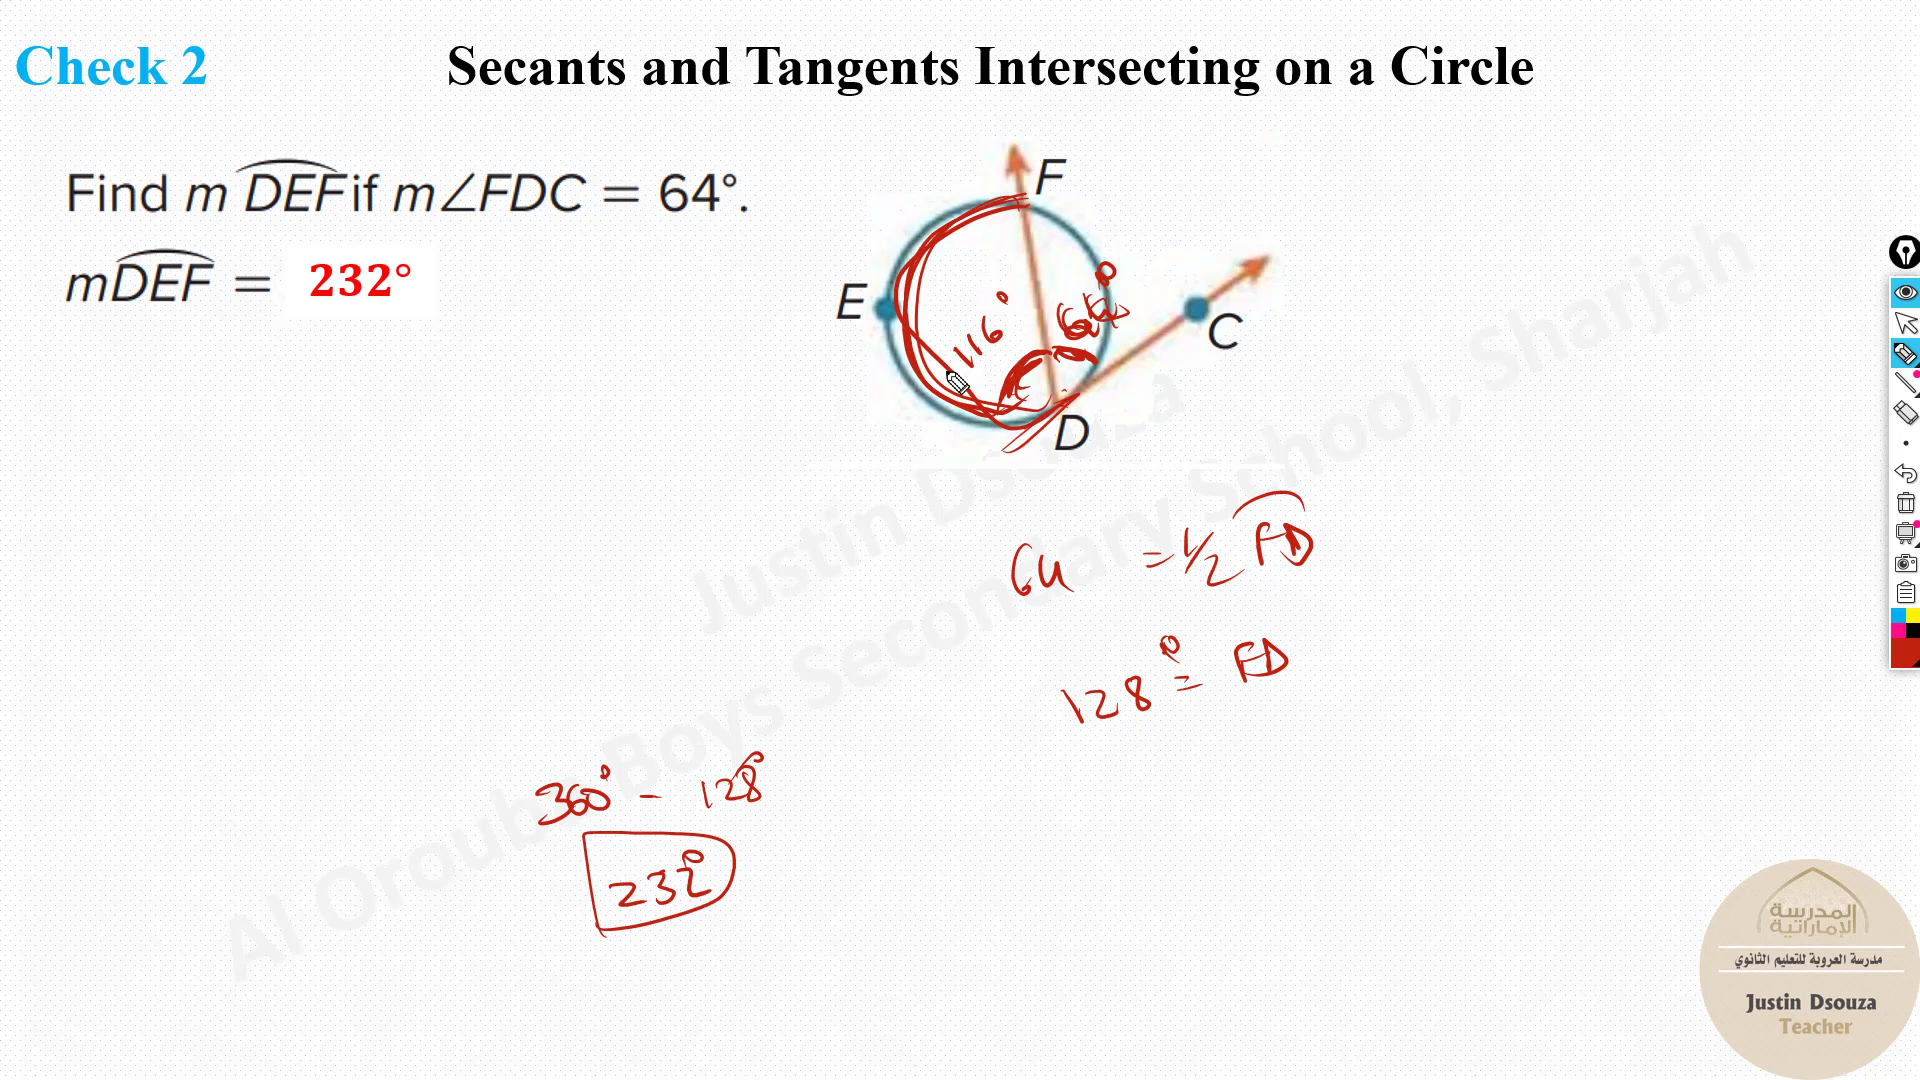 Check 2
Secants and Tangents Intersecting on a Circle
Find m DEF if m∠FDC = 64°.
mDEF = 232°
F
E
C
D
116°
64°
64 = 1/2 FD
128° = FD
360° - 128°
232°
Justin Dsouza
Al Orouba Boys Secondary School, Sharjah
المدرسة
الإماراتية
مدرسة العروبة للتعليم الثانوي
Justin Dsouza
Teacher